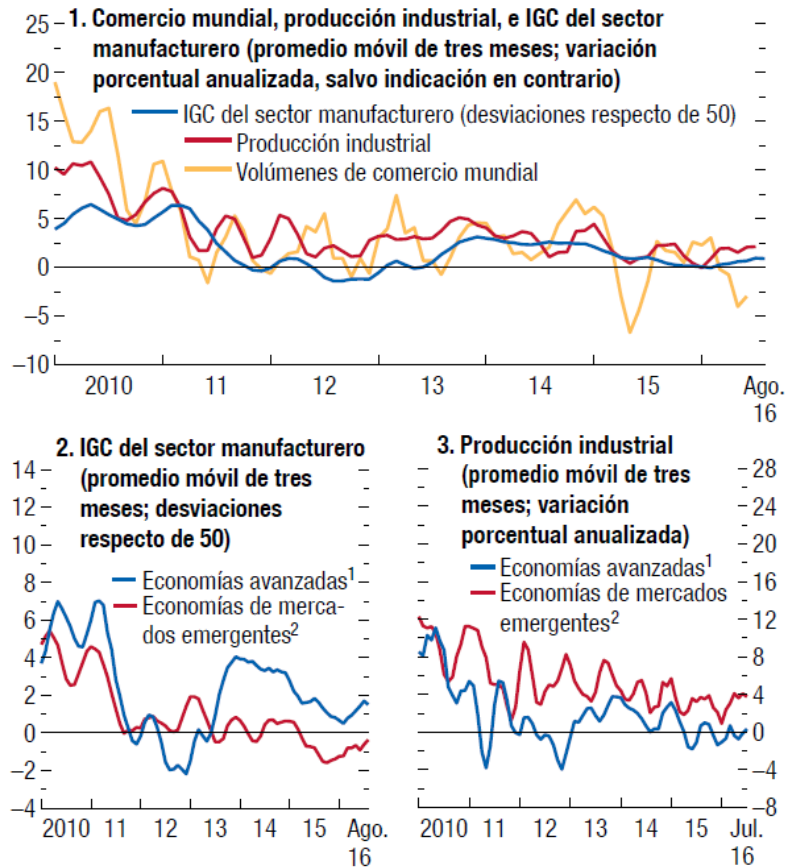 1. Comercio mundial, producción industrial, e IGC del sector
manufacturero (promedio móvil de tres meses; variación
porcentual anualizada, salvo indicación en contrario)
IGC del sector manufacturero (desviaciones respecto de 50)
Producción industrial
Volúmenes de comercio mundial
25
20
15
10
5
0
–5
–10
2010 11 12 13 14 15 Ago.
16
2. IGC del sector manufacturero
(promedio móvil de tres
meses; desviaciones
respecto de 50)
Economías avanzadas1
Economías de merca-
dos emergentes2
14
12
10
8
6
4
2
0
–2
–4
2010 11 12 13 14 15 Ago.
16
3. Producción industrial
(promedio móvil de tres
meses; variación
porcentual anualizada)
Economías avanzadas1
Economías de mercados
emergentes2
28
24
20
16
12
8
4
0
–4
–8
2010 11 12 13 14 15 Jul.
16